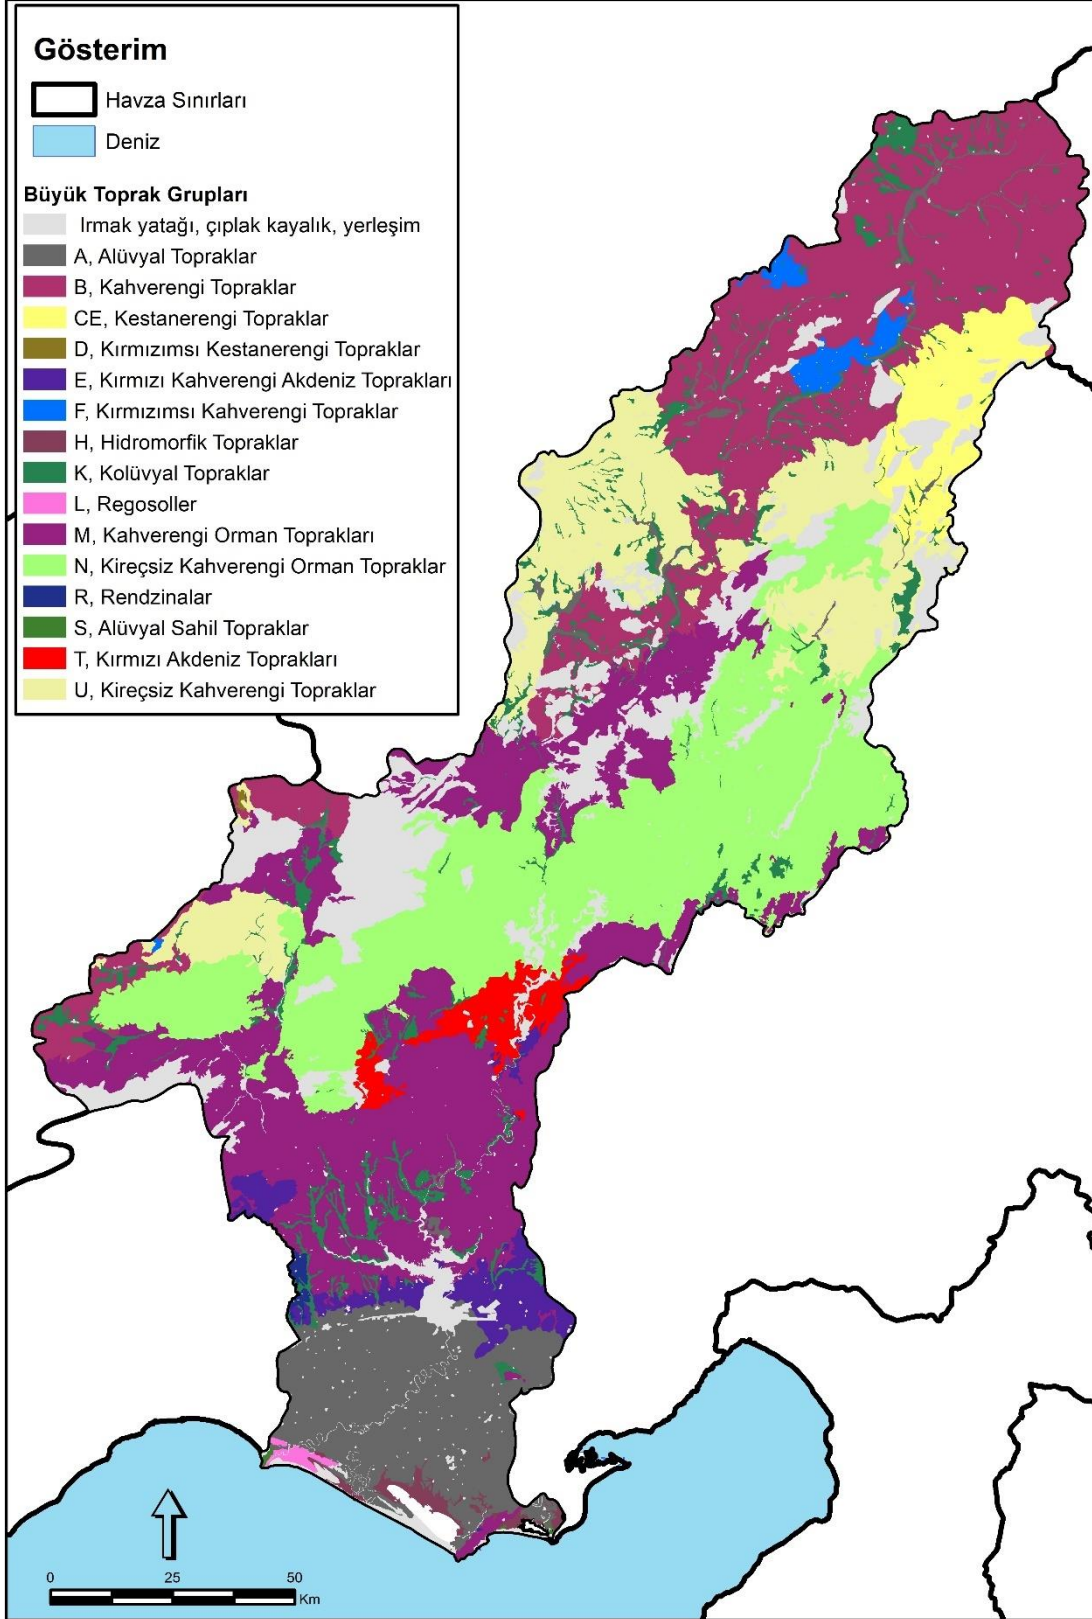 Gösterim
Havza Sınırları
Deniz
Büyük Toprak Grupları
Irmak yatağı, çıplak kayalık, yerleşim
A, Alüvyal Topraklar
B, Kahverengi Topraklar
CE, Kestanerengi Topraklar
D, Kırmızımsı Kestanerengi Topraklar
E, Kırmızı Kahverengi Akdeniz Toprakları
F, Kırmızımsı Kahverengi Topraklar
H, Hidromorfik Topraklar
K, Kolüvyal Topraklar
L, Regosoller
M, Kahverengi Orman Toprakları
N, Kireçsiz Kahverengi Orman Topraklar
R, Rendzinalar
S, Alüvyal Sahil Topraklar
T, Kırmızı Akdeniz Toprakları
U, Kireçsiz Kahverengi Topraklar
0 25 50
Km